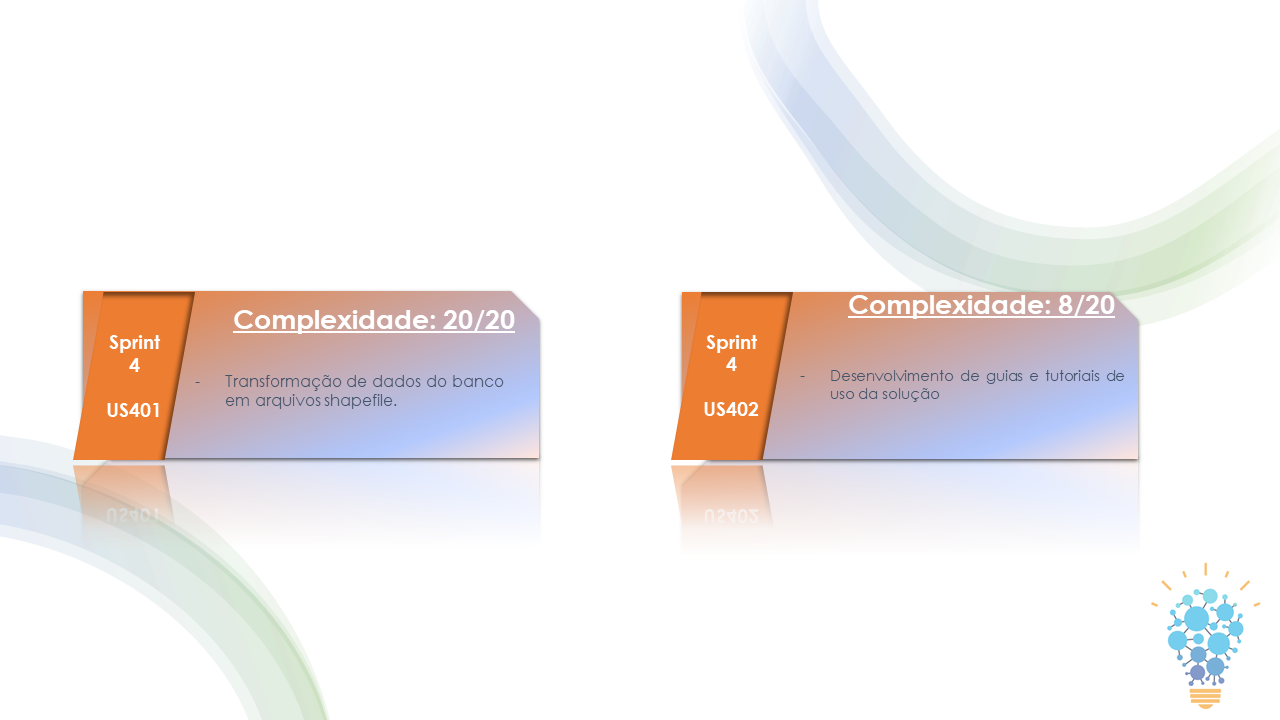 Sprint
4
US401
Complexidade: 20/20
- Transformação de dados do banco
em arquivos shapefile.
Sprint
4
US402
Complexidade: 8/20
- Desenvolvimento de guias e tutoriais de
uso da solução